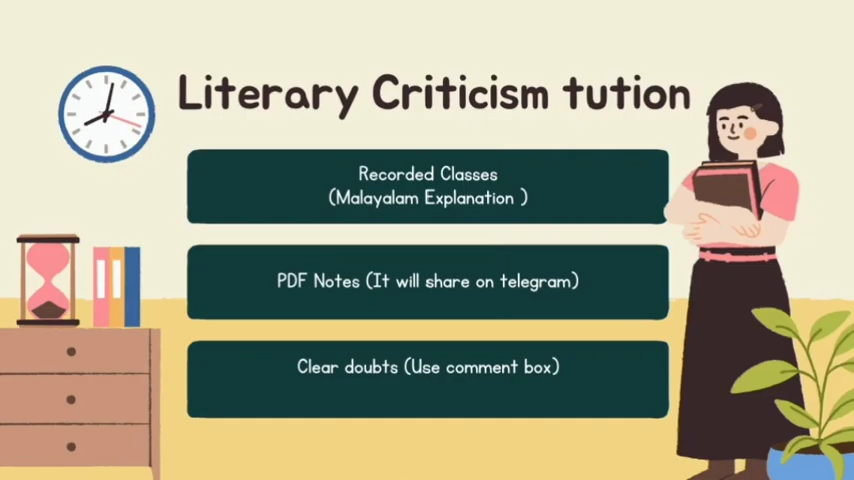 Literary Criticism tution
Recorded Classes
(Malayalam Explanation )
PDF Notes (It will share on telegram)
Clear doubts (Use comment box)